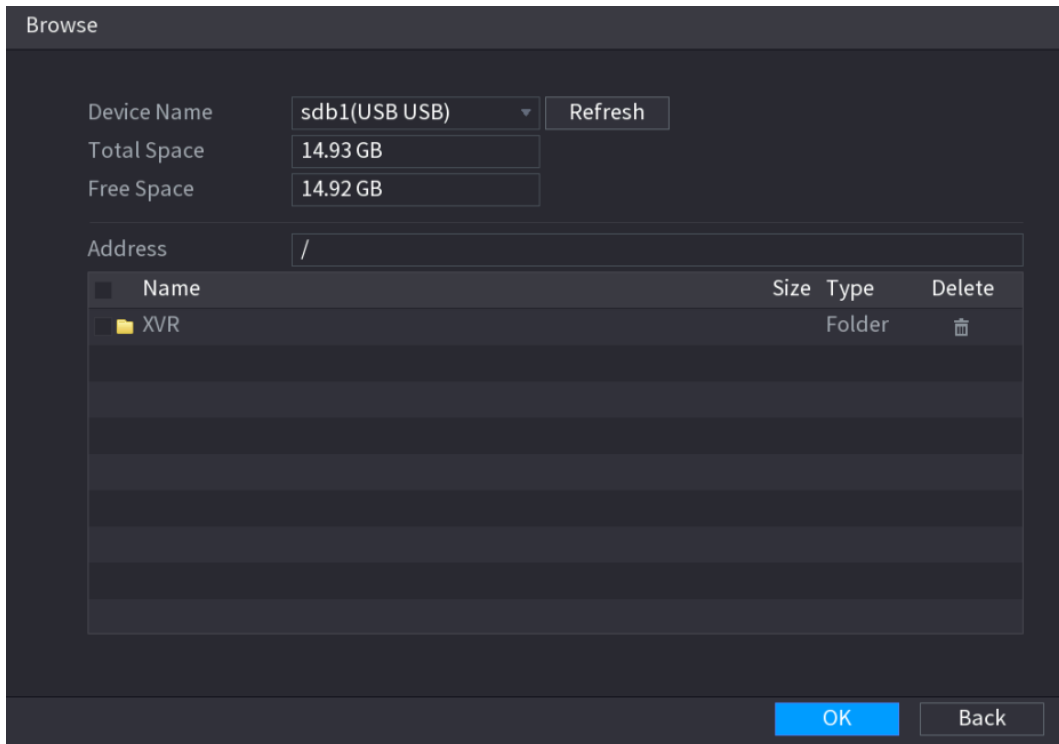 Browse
Device Name sdb1(USB USB) Refresh
Total Space 14.93 GB
Free Space 14.92 GB
Address /
Name Size Type Delete
XVR Folder
OK Back